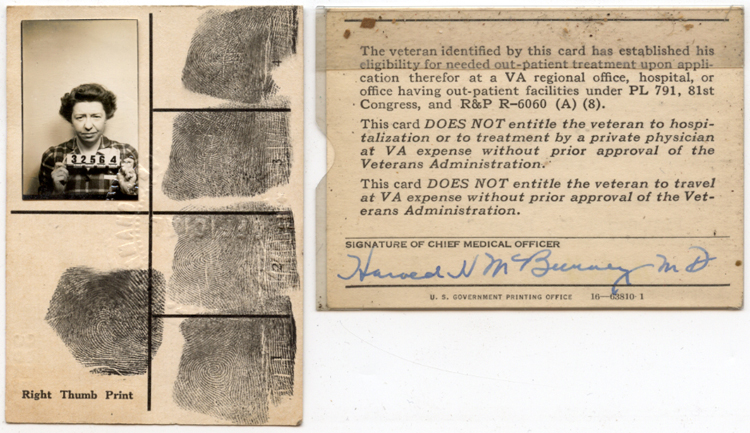 32564
4
3
2
1
Right Thumb Print
The veteran identified by this card has established his
eligibility for needed out-patient treatment upon appli-
cation therefor at a VA regional office, hospital, or
office having out-patient facilities under PL 791, 81st
Congress, and R&P R-6060 (A) (8).
This card DOES NOT entitle the veteran to hospi-
talization or to treatment by a private physician
at VA expense without prior approval of the
Veterans Administration.
This card DOES NOT entitle the veteran to travel
at VA expense without prior approval of the Vet-
erans Administration.
SIGNATURE OF CHIEF MEDICAL OFFICER
Harold N McBurney MD
U. S. GOVERNMENT PRINTING OFFICE 16—63810-1